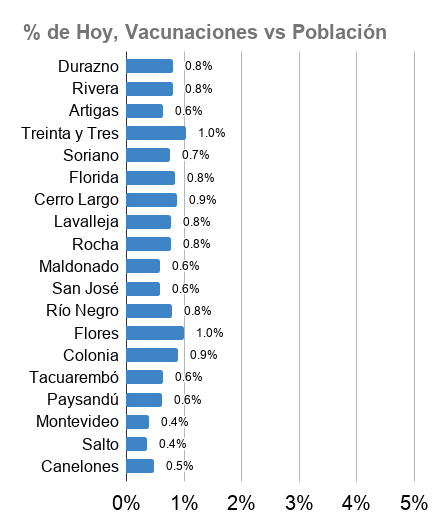 % de Hoy, Vacunaciones vs Población
Durazno 0.8%
Rivera 0.8%
Artigas 0.6%
Treinta y Tres 1.0%
Soriano 0.7%
Florida 0.8%
Cerro Largo 0.9%
Lavalleja 0.8%
Rocha 0.8%
Maldonado 0.6%
San José 0.6%
Río Negro 0.8%
Flores 1.0%
Colonia 0.9%
Tacuarembó 0.6%
Paysandú 0.6%
Montevideo 0.4%
Salto 0.4%
Canelones 0.5%
0% 1% 2% 3% 4% 5%